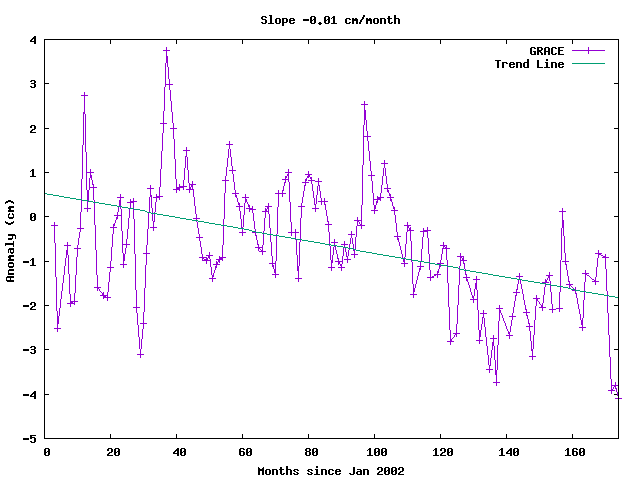 Slope -0.01 cm/month
GRACE
Trend Line
4
3
2
1
0
-1
-2
-3
-4
-5
Anomaly (cm)
0 20 40 60 80 100 120 140 160
Months since Jan 2002